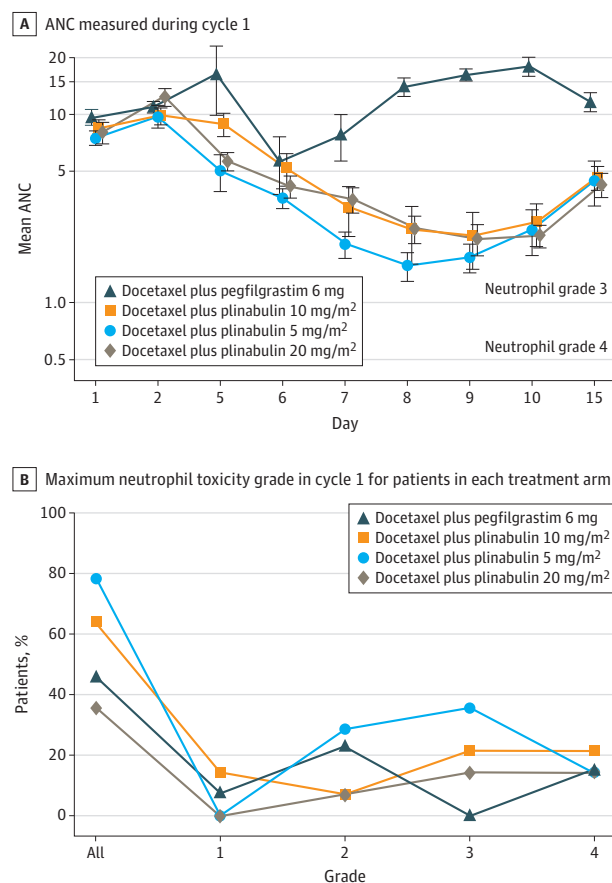 A ANC measured during cycle 1
20
15
10
5
1.0
0.5
Mean ANC
Docetaxel plus pegfilgrastim 6 mg
Docetaxel plus plinabulin 10 mg/m²
Docetaxel plus plinabulin 5 mg/m²
Docetaxel plus plinabulin 20 mg/m²
Neutrophil grade 3
Neutrophil grade 4
1 2 5 6 7 8 9 10 15
Day
B Maximum neutrophil toxicity grade in cycle 1 for patients in each treatment arm
100
80
60
40
20
0
Patients, %
Docetaxel plus pegfilgrastim 6 mg
Docetaxel plus plinabulin 10 mg/m²
Docetaxel plus plinabulin 5 mg/m²
Docetaxel plus plinabulin 20 mg/m²
All 1 2 3 4
Grade